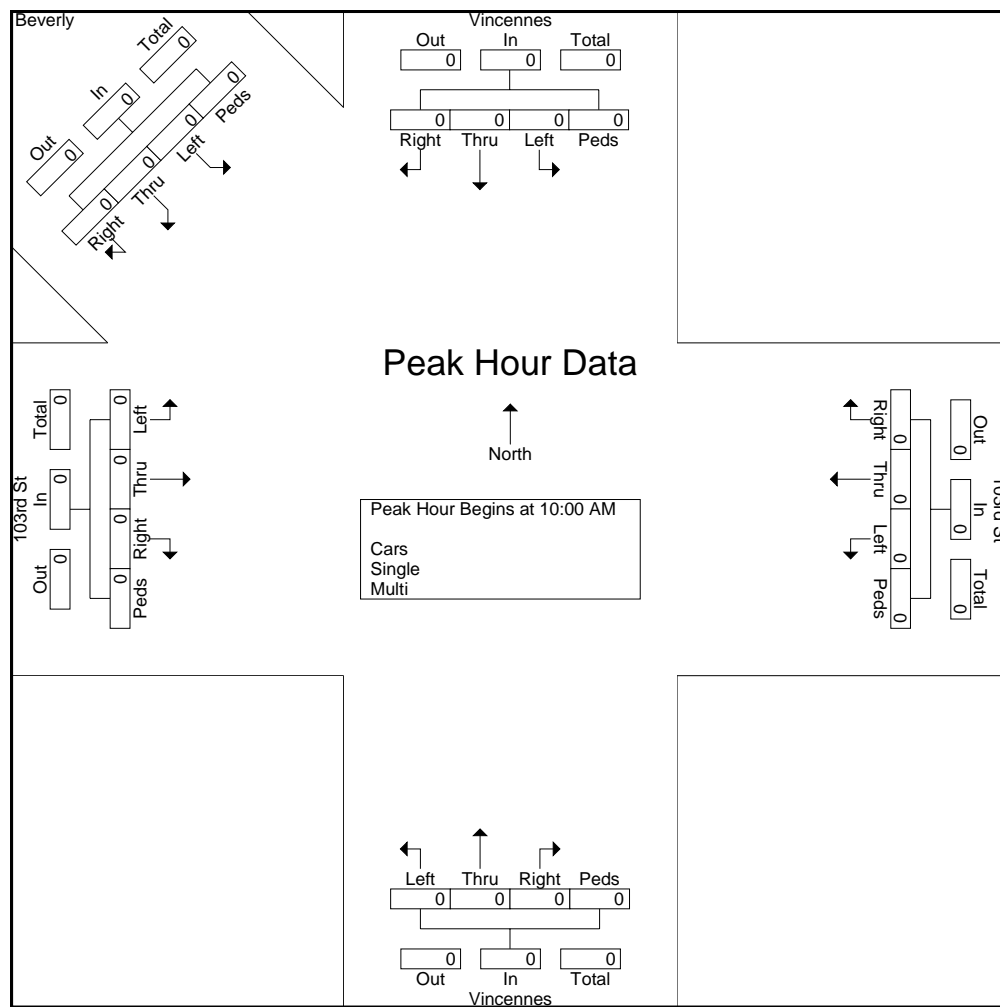 Beverly
Out
In
Total
0
0
0
0
0
0
0
Right
Thru
Left
Peds
Vincennes
Out In Total
0 0 0
0 0 0 0
Right Thru Left Peds
Peak Hour Data
North
Peak Hour Begins at 10:00 AM
Cars
Single
Multi
103rd St
Out In Total
0 0 0
0 0 0 0
Peds Right Thru Left
103rd St
Out In Total
0 0 0
0 0 0 0
Right Thru Left Peds
Left Thru Right Peds
0 0 0 0
0 0 0
Out In Total
Vincennes